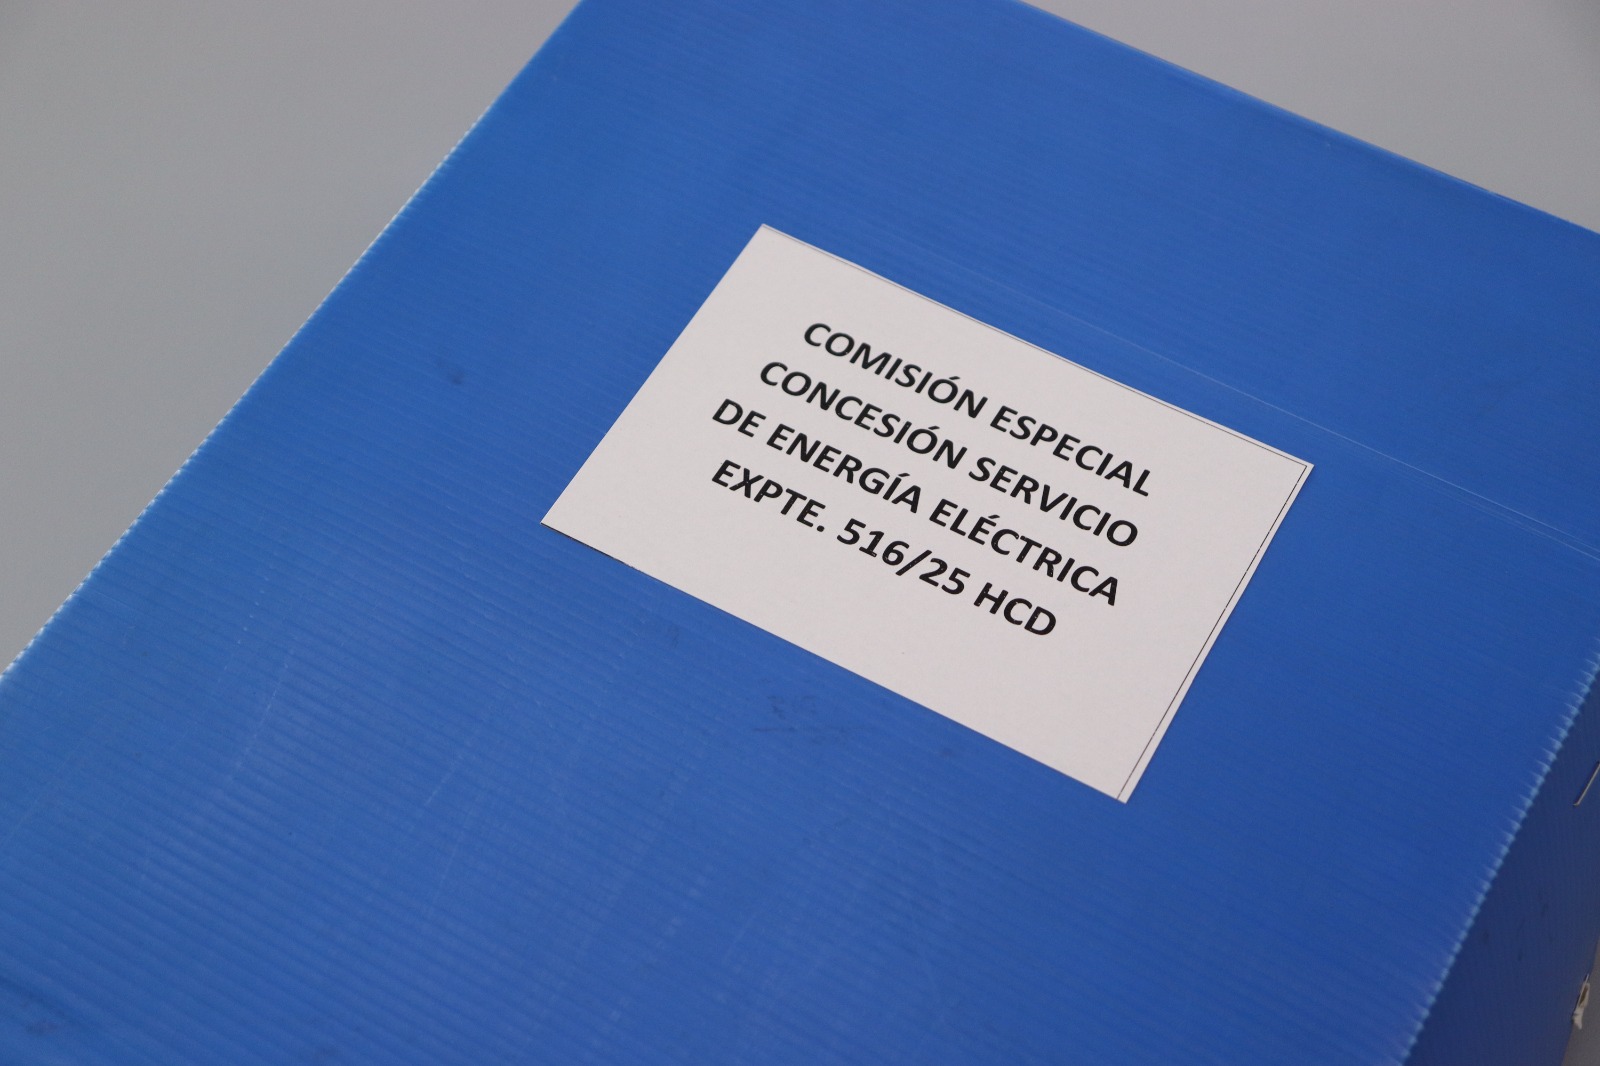 COMISIÓN ESPECIAL
CONCESIÓN SERVICIO
DE ENERGÍA ELÉCTRICA
EXPTE. 516/25 HCD